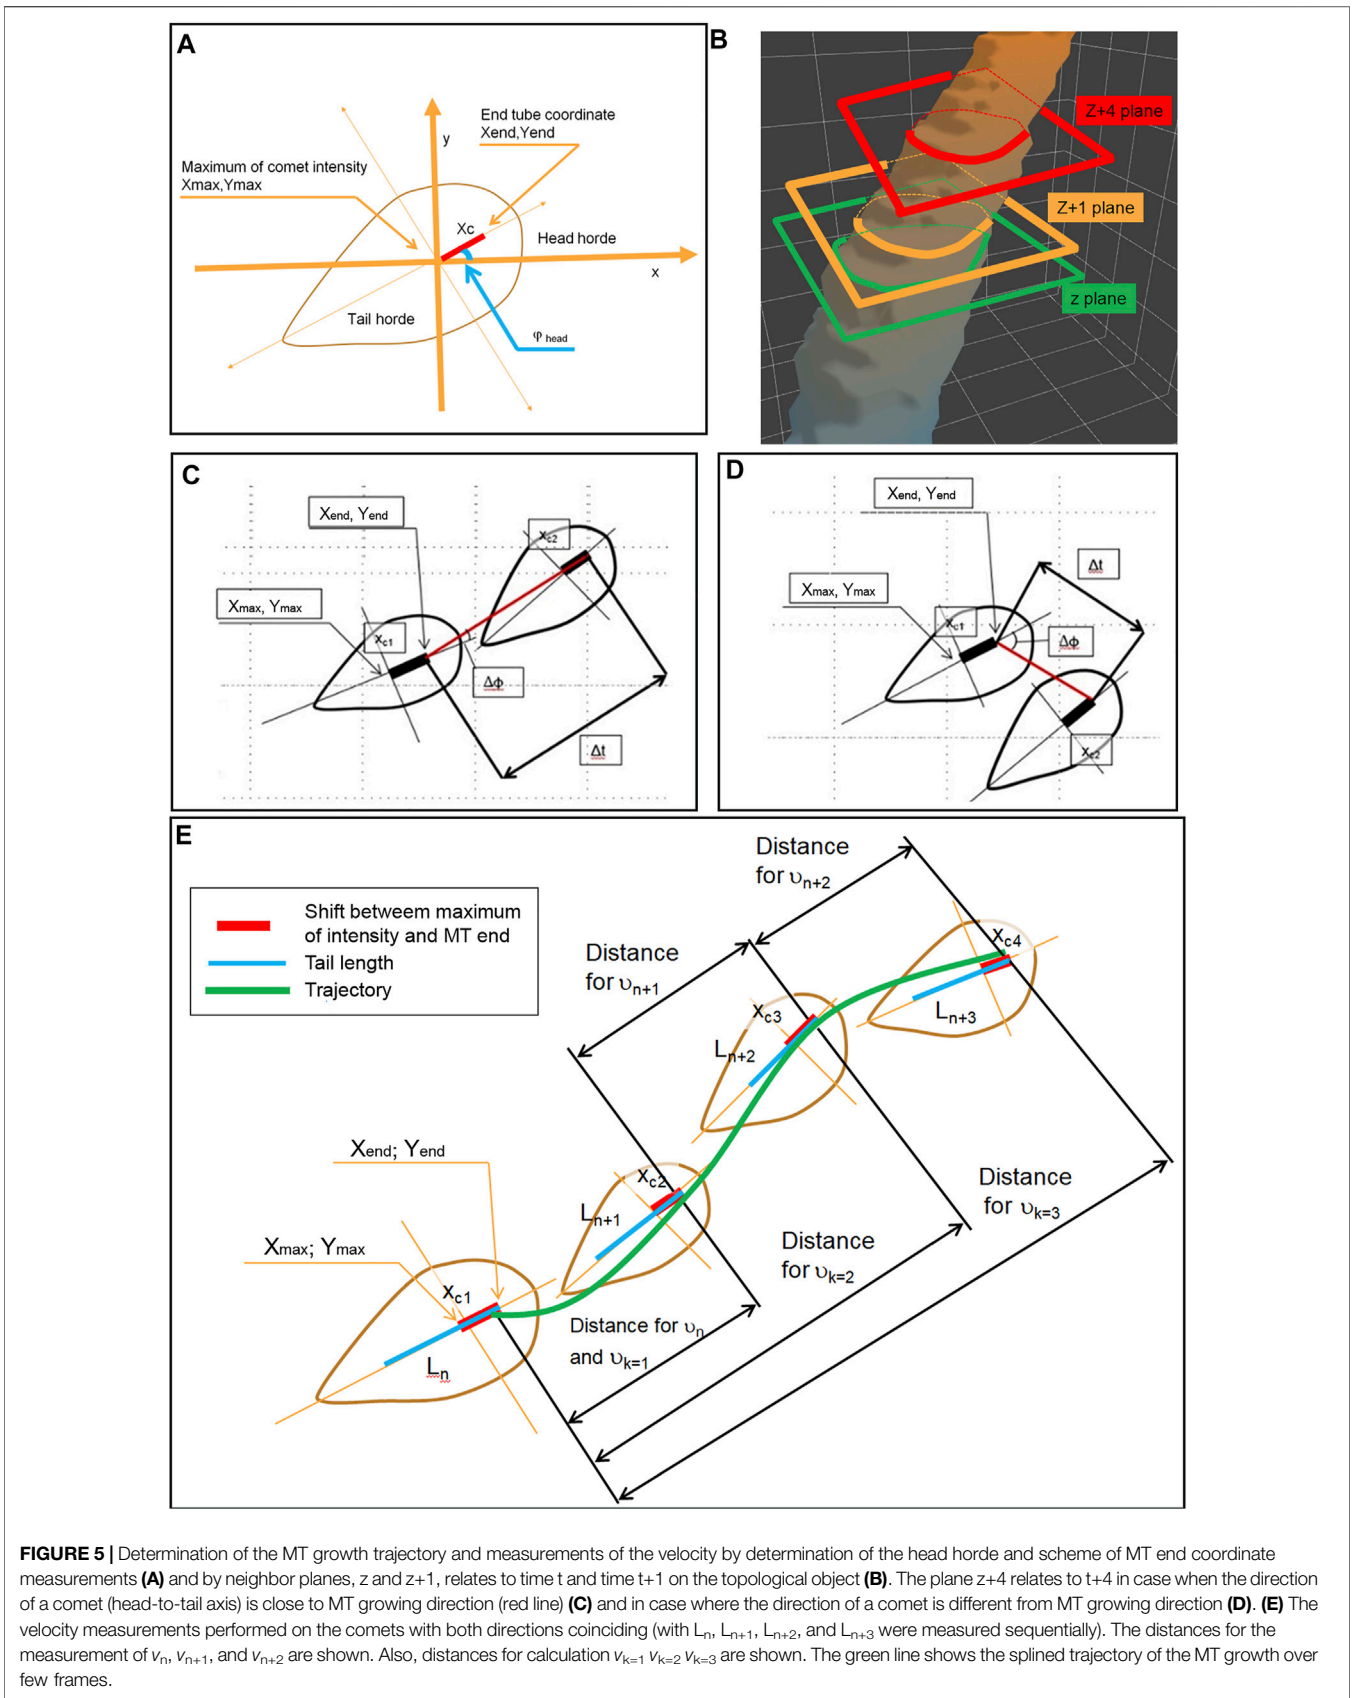 A
End tube coordinate
Xend,Yend
y
Maximum of comet intensity
Xmax,Ymax
Xc
Head horde
x
Tail horde
φ head
B
Z+4 plane
Z+1 plane
z plane
C
Xend, Yend
xc2
Xmax, Ymax
xc1
Δϕ
Δt
D
Xend, Yend
Δt
Xmax, Ymax
xc1
Δϕ
xc2
E
Shift betweem maximum
of intensity and MT end
Tail length
Trajectory
Distance
for υn+2
Distance
for υn+1
xc4
Ln+3
xc3
Ln+2
Xend; Yend
xc2
Ln+1
Distance
for υk=3
Xmax; Ymax
Distance
for υk=2
xc1
Distance for υn
and υk=1
Ln
FIGURE 5 | Determination of the MT growth trajectory and measurements of the velocity by determination of the head horde and scheme of MT end coordinate
measurements (A) and by neighbor planes, z and z+1, relates to time t and time t+1 on the topological object (B). The plane z+4 relates to t+4 in case when the direction
of a comet (head-to-tail axis) is close to MT growing direction (red line) (C) and in case where the direction of a comet is different from MT growing direction (D). (E) The
velocity measurements performed on the comets with both directions coinciding (with Ln, Ln+1, Ln+2, and Ln+3 were measured sequentially). The distances for the
measurement of vn, vn+1, and vn+2 are shown. Also, distances for calculation vk=1 vk=2 vk=3 are shown. The green line shows the splined trajectory of the MT growth over
few frames.